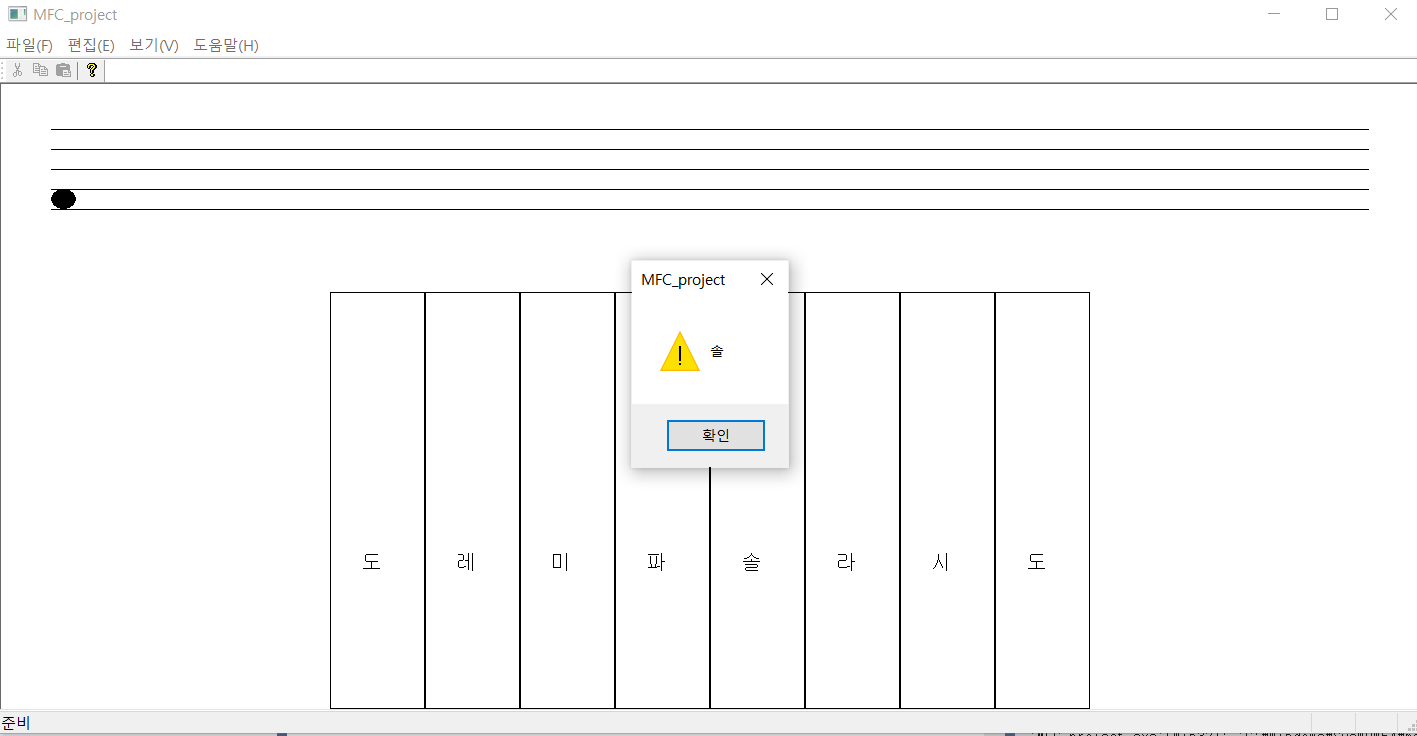 MFC_project
파일(F) 편집(E) 보기(V) 도움말(H)
MFC_project
솔
확인
도 레 미 파 솔 라 시 도
준비